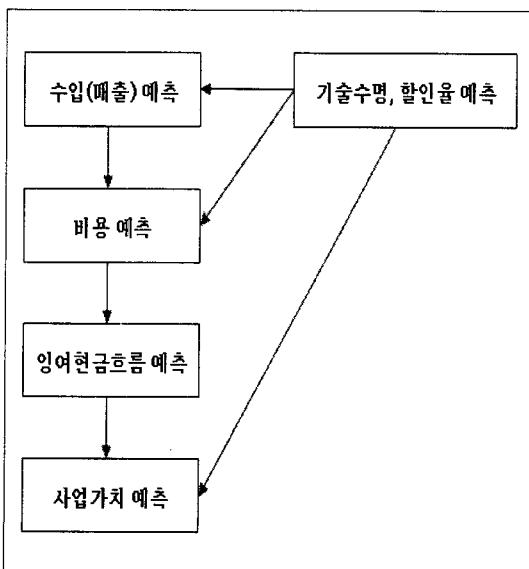 수입(매출) 예측
기술수명, 할인율 예측
비용 예측
잉여현금흐름 예측
사업가치 예측